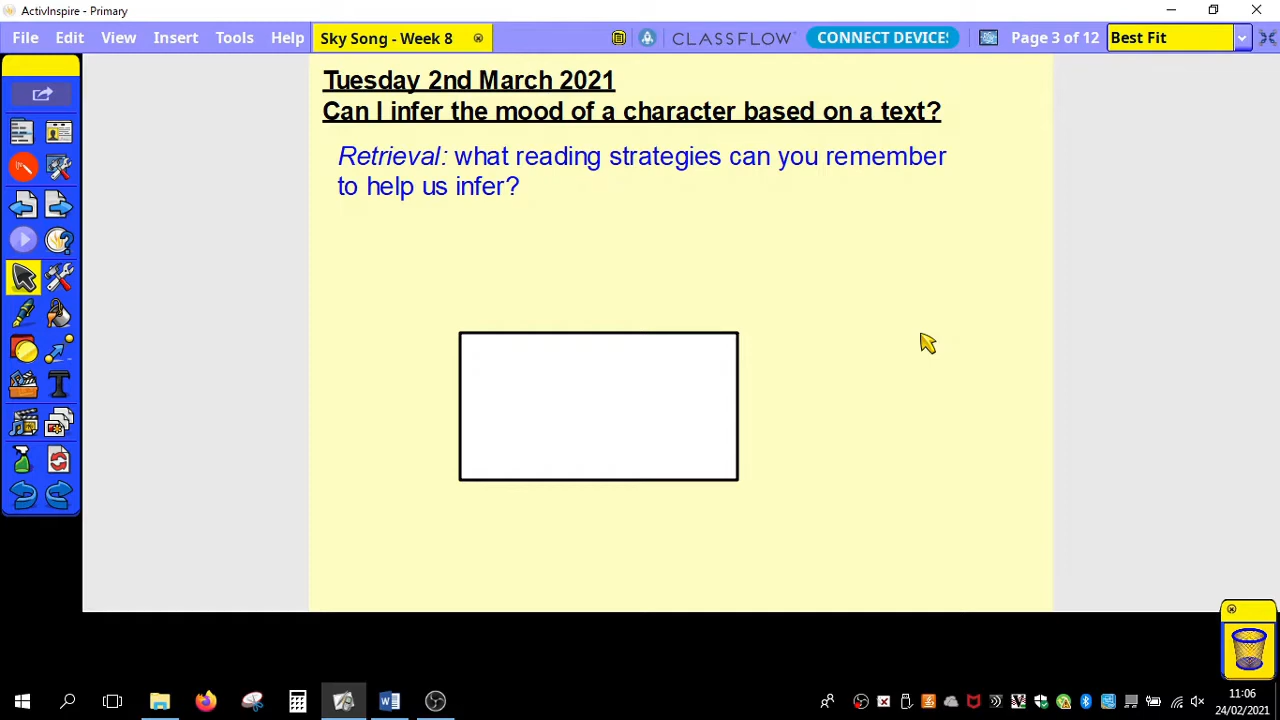 ActivInspire - Primary
File Edit View Insert Tools Help Sky Song - Week 8 CLASSFLOW CONNECT DEVICES Page 3 of 12 Best Fit
Tuesday 2nd March 2021
Can I infer the mood of a character based on a text?
Retrieval: what reading strategies can you remember
to help us infer?
11:06
24/02/2021